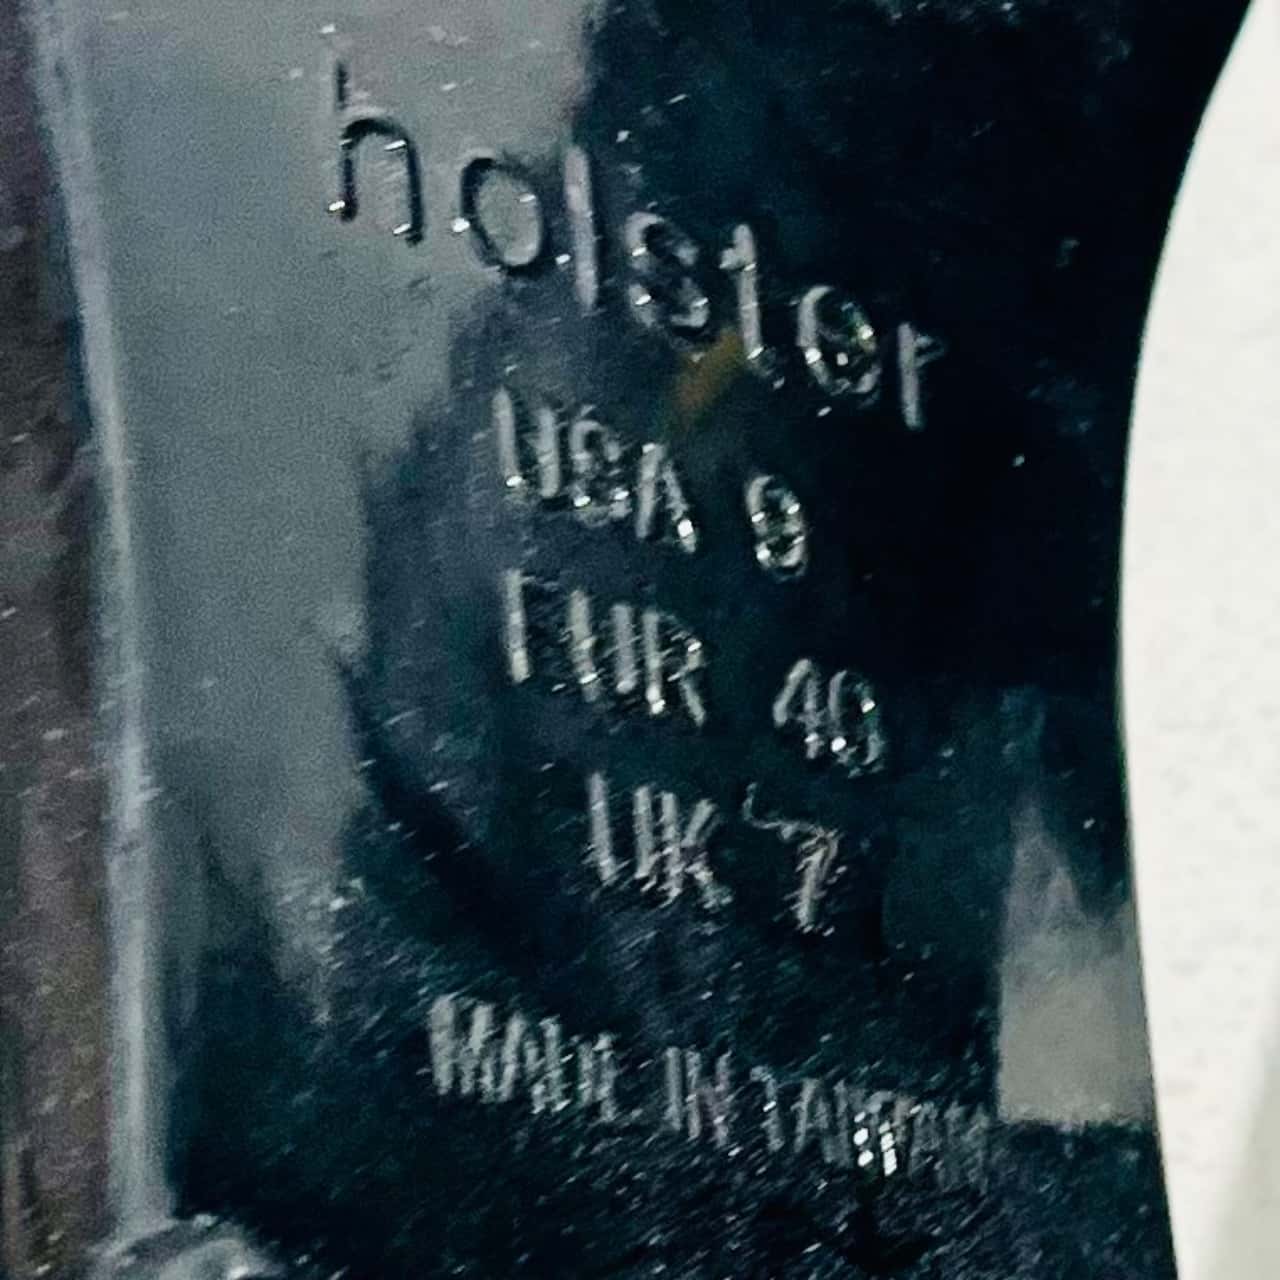 holster
USA 9
EUR 40
UK 7
MADE IN TAIWAN